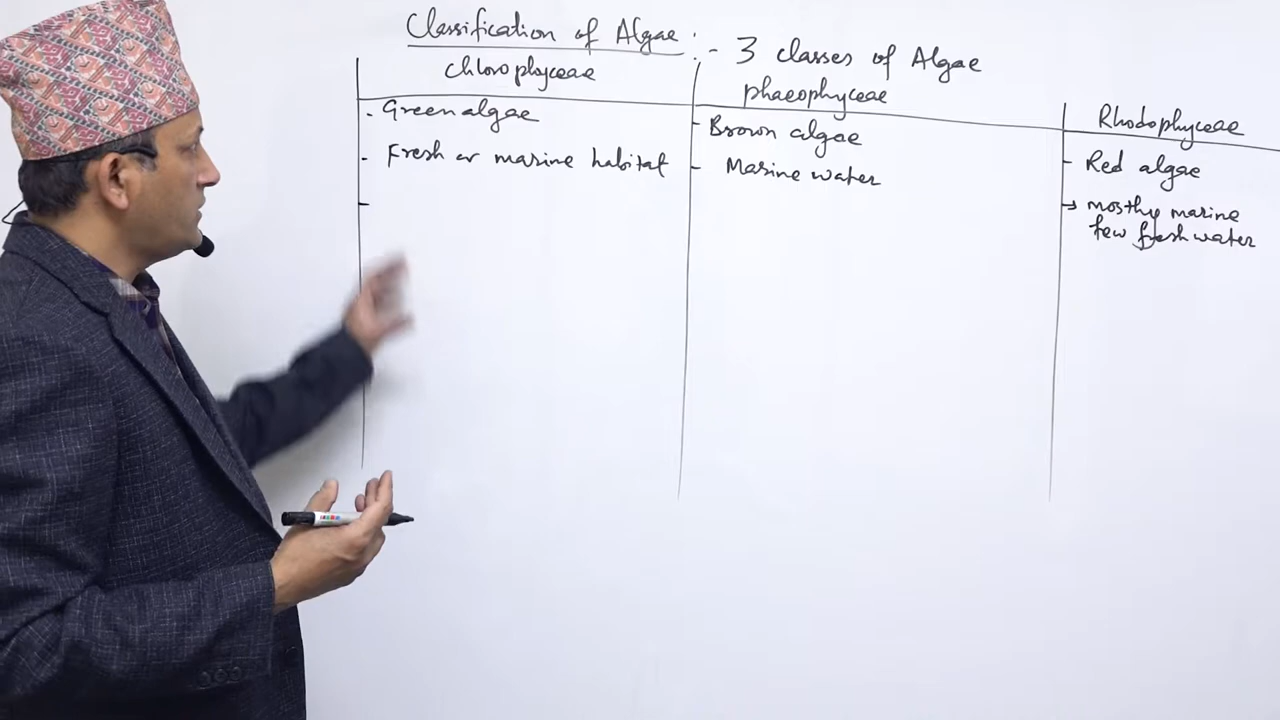 Classification of Algae :- 3 classes of Algae
Chlorophyceae
- Green algae
- Fresh or marine habitat
-
phaeophyceae
- Brown algae
- Marine water
Rhodophyceae
- Red algae
→ mostly marine
few fresh water